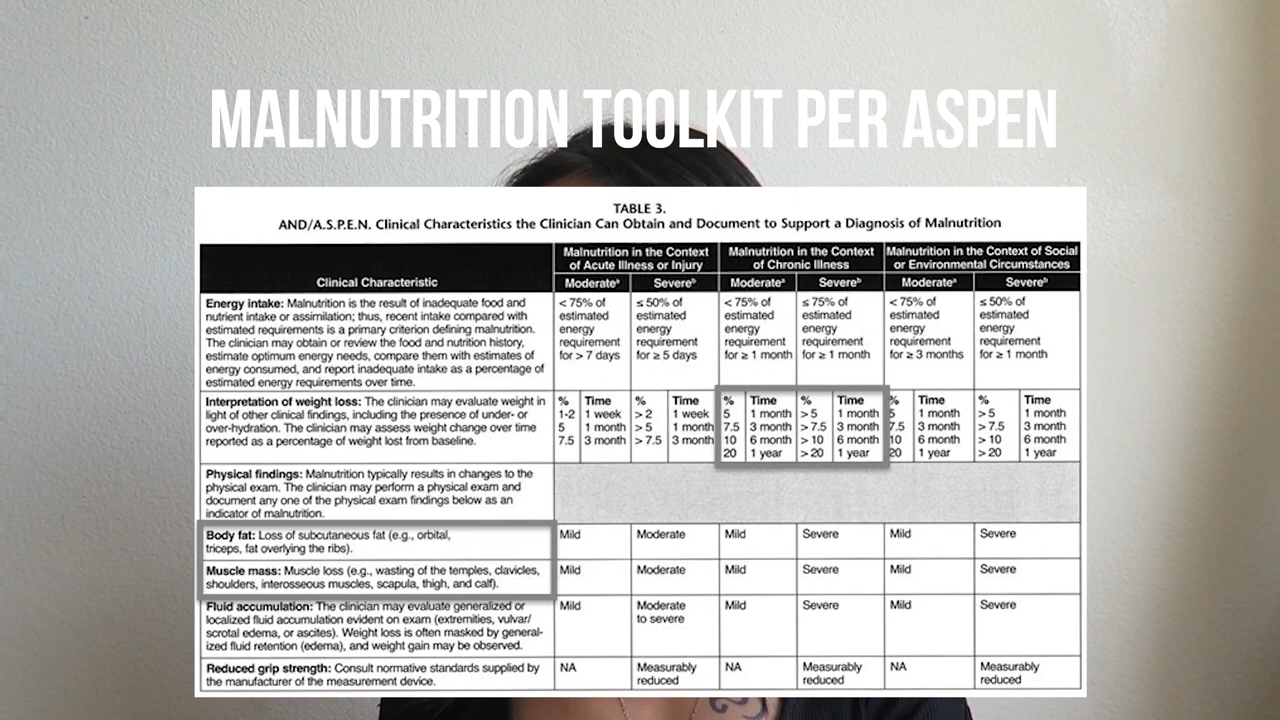 MALNUTRITION TOOLKIT PER ASPEN
TABLE 3.
AND/A.S.P.E.N. Clinical Characteristics the Clinician Can Obtain and Document to Support a Diagnosis of Malnutrition
Malnutrition in the Context of Acute Illness or Injury
Malnutrition in the Context of Chronic Illness
Malnutrition in the Context of Social or Environmental Circumstances
Clinical Characteristic
Moderateᵃ Severeᵇ Moderateᵃ Severeᵇ Moderateᵃ Severeᵇ
Energy intake: Malnutrition is the result of inadequate food and
nutrient intake or assimilation; thus, recent intake compared with
estimated requirements is a primary criterion defining malnutrition.
The clinician may obtain or review the food and nutrition history,
estimate optimum energy needs, compare them with estimates of
energy consumed, and report inadequate intake as a percentage of
estimated energy requirements over time.
< 75% of estimated energy requirement for > 7 days
≤ 50% of estimated energy requirement for ≥ 5 days
< 75% of estimated energy requirement for ≥ 1 month
≤ 75% of estimated energy requirement for ≥ 1 month
< 75% of estimated energy requirement for ≥ 3 months
≤ 50% of estimated energy requirement for ≥ 1 month
Interpretation of weight loss: The clinician may evaluate weight in
light of other clinical findings, including the presence of under- or
over-hydration. The clinician may assess weight change over time
reported as a percentage of weight lost from baseline.
% Time % Time % Time % Time % Time % Time
1-2 1 week > 2 1 week 5 1 month > 5 1 month 5 1 month > 5 1 month
5 1 month > 5 1 month 7.5 3 month > 7.5 3 month 7.5 3 month > 7.5 3 month
7.5 3 month > 7.5 3 month 10 6 month > 10 6 month 10 6 month > 10 6 month
20 1 year > 20 1 year 20 1 year > 20 1 year
Physical findings: Malnutrition typically results in changes to the
physical exam. The clinician may perform a physical exam and
document any one of the physical exam findings below as an
indicator of malnutrition.
Body fat: Loss of subcutaneous fat (e.g., orbital,
triceps, fat overlying the ribs).
Mild Moderate Mild Severe Mild Severe
Muscle mass: Muscle loss (e.g., wasting of the temples, clavicles,
shoulders, interosseous muscles, scapula, thigh, and calf).
Mild Moderate Mild Severe Mild Severe
Fluid accumulation: The clinician may evaluate generalized or
localized fluid accumulation evident on exam (extremities, vulvar/
scrotal edema, or ascites). Weight loss is often masked by general-
ized fluid retention (edema), and weight gain may be observed.
Mild Moderate to severe Mild Severe Mild Severe
Reduced grip strength: Consult normative standards supplied by
the manufacturer of the measurement device.
NA Measurably reduced NA Measurably reduced NA Measurably reduced